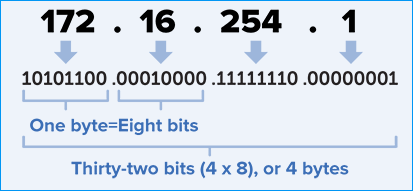 172 . 16 . 254 . 1
10101100 .00010000 .11111110 .00000001
One byte=Eight bits
Thirty-two bits (4 x 8), or 4 bytes